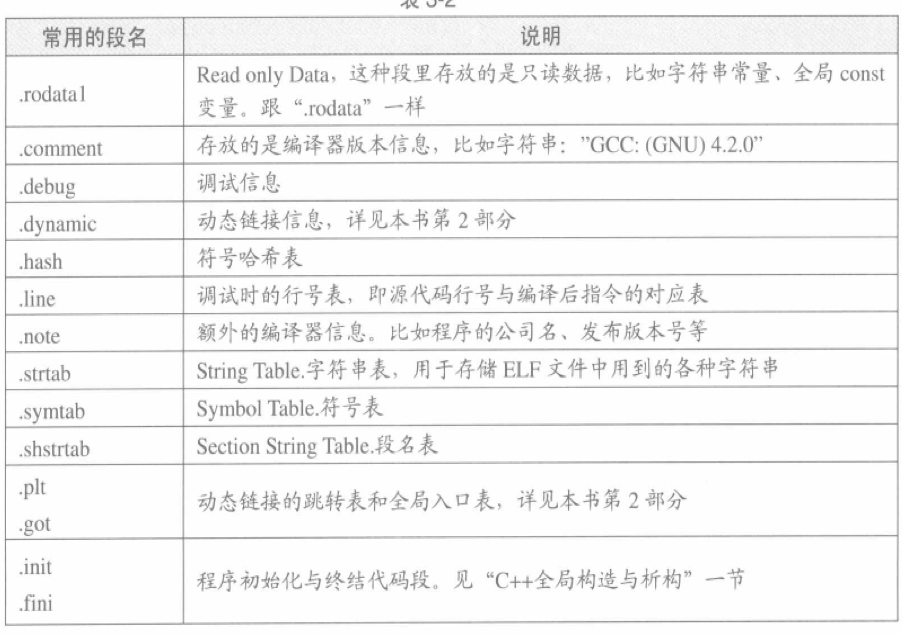 表 3-2
常用的段名 说明
.rodata1 Read only Data，这种段里存放的是只读数据，比如字符串常量、全局 const
变量。跟“.rodata”一样
.comment 存放的是编译器版本信息，比如字符串：”GCC: (GNU) 4.2.0”
.debug 调试信息
.dynamic 动态链接信息，详见本书第 2 部分
.hash 符号哈希表
.line 调试时的行号表，即源代码行号与编译后指令的对应表
.note 额外的编译器信息。比如程序的公司名、发布版本号等
.strtab String Table.字符串表，用于存储 ELF 文件中用到的各种字符串
.symtab Symbol Table.符号表
.shstrtab Section String Table.段名表
.plt
.got
动态链接的跳转表和全局入口表，详见本书第 2 部分
.init
.fini
程序初始化与终结代码段。见“C++全局构造与析构”一节